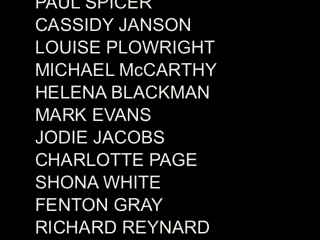 PAUL SPICER
CASSIDY JANSON
LOUISE PLOWRIGHT
MICHAEL McCARTHY
HELENA BLACKMAN
MARK EVANS
JODIE JACOBS
CHARLOTTE PAGE
SHONA WHITE
FENTON GRAY
RICHARD REYNARD